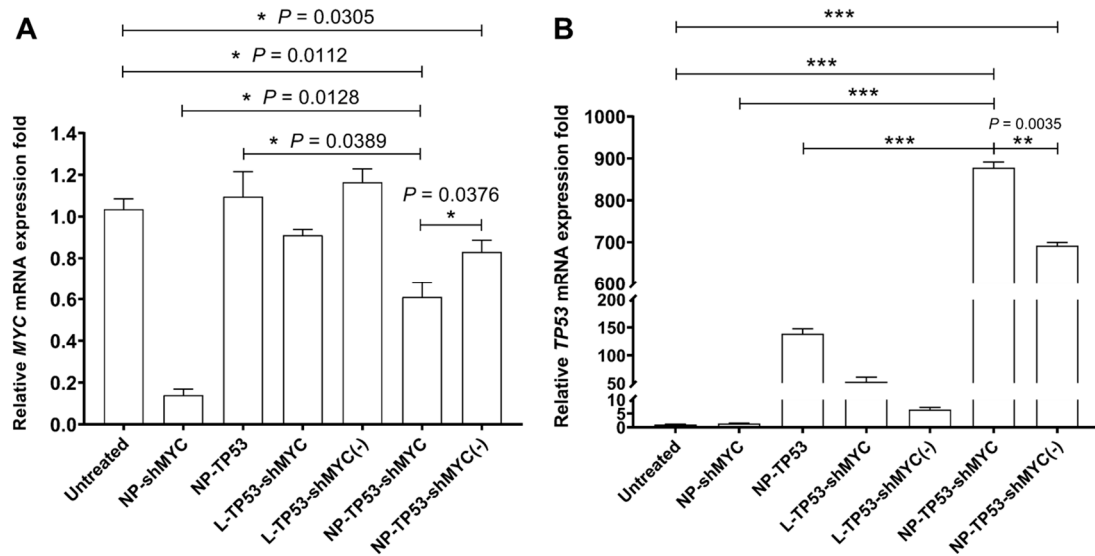 A
* P = 0.0305
* P = 0.0112
* P = 0.0128
* P = 0.0389
P = 0.0376
*
Relative MYC mRNA expression fold
1.4
1.2
1.0
0.8
0.6
0.4
0.2
0.0
Untreated
NP-shMYC
NP-TP53
L-TP53-shMYC
L-TP53-shMYC(-)
NP-TP53-shMYC
NP-TP53-shMYC(-)
B
***
***
***
P = 0.0035
***
**
Relative TP53 mRNA expression fold
1000
900
800
700
600
200
150
100
50
10
5
0
Untreated
NP-shMYC
NP-TP53
L-TP53-shMYC
L-TP53-shMYC(-)
NP-TP53-shMYC
NP-TP53-shMYC(-)